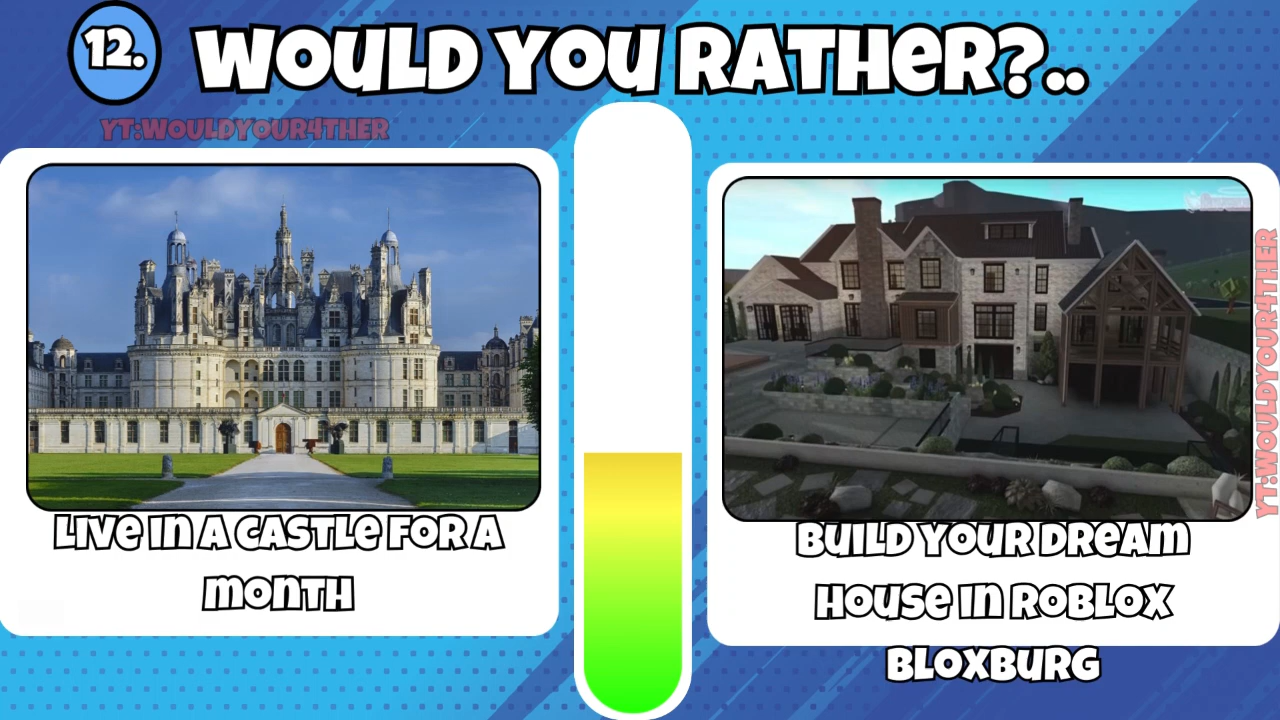 12.
WOULD YOU RATHER?..
YT:WOULDYOUR4THER
LIVE IN A CASTLE FOR A
MONTH
BUILD YOUR DREAM
HOUSE IN ROBLOX
BLOXBURG
YT:WOULDYOUR4THER